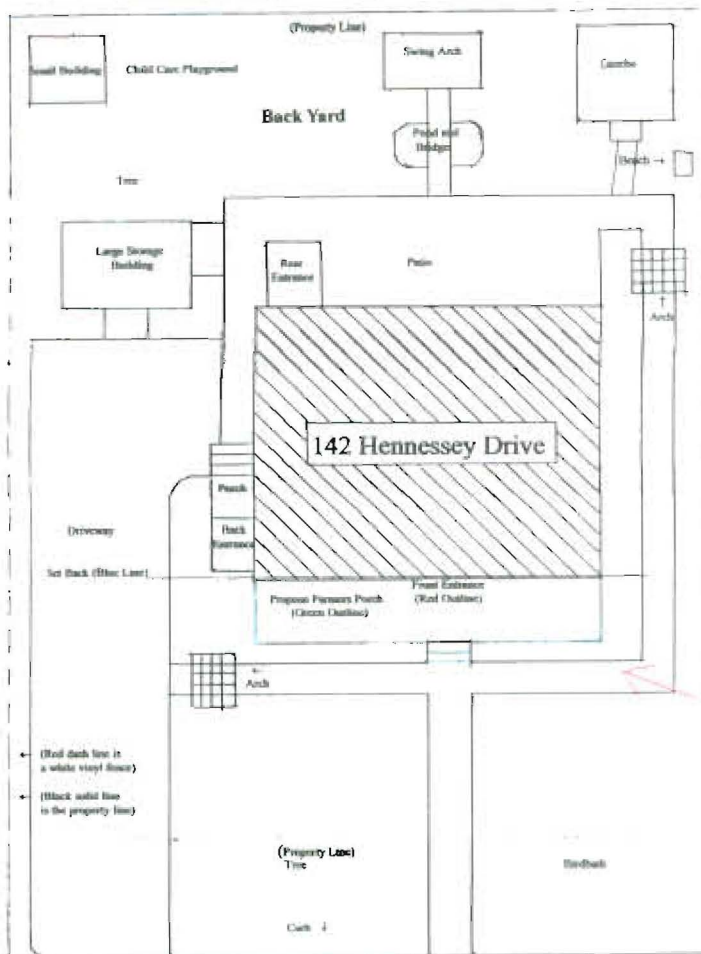 (Property Line)
Small Building
Child Care Playground
Swing Arch
Gazebo
Back Yard
Pond and
Bridge
Bench →
Tree
Large Storage
Building
Rear
Entrance
Patio
↑
Arch
142 Hennessey Drive
Porch
Driveway
Back
Entrance
Set Back (Blue Line)
Propose Farmers Porch
(Green Outline)
Front Entrance
(Red Outline)
←
Arch
← (Red dash line is
a white vinyl fence)
← (Black solid line
is the property line)
(Property Line)
Tree
Birdbath
Curb ↓